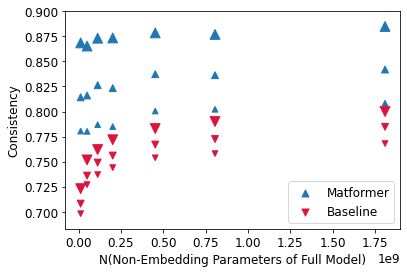 0.900
0.875
0.850
0.825
0.800
0.775
0.750
0.725
0.700
Consistency
Matformer
Baseline
0.00 0.25 0.50 0.75 1.00 1.25 1.50 1.75
1e9
N(Non-Embedding Parameters of Full Model)